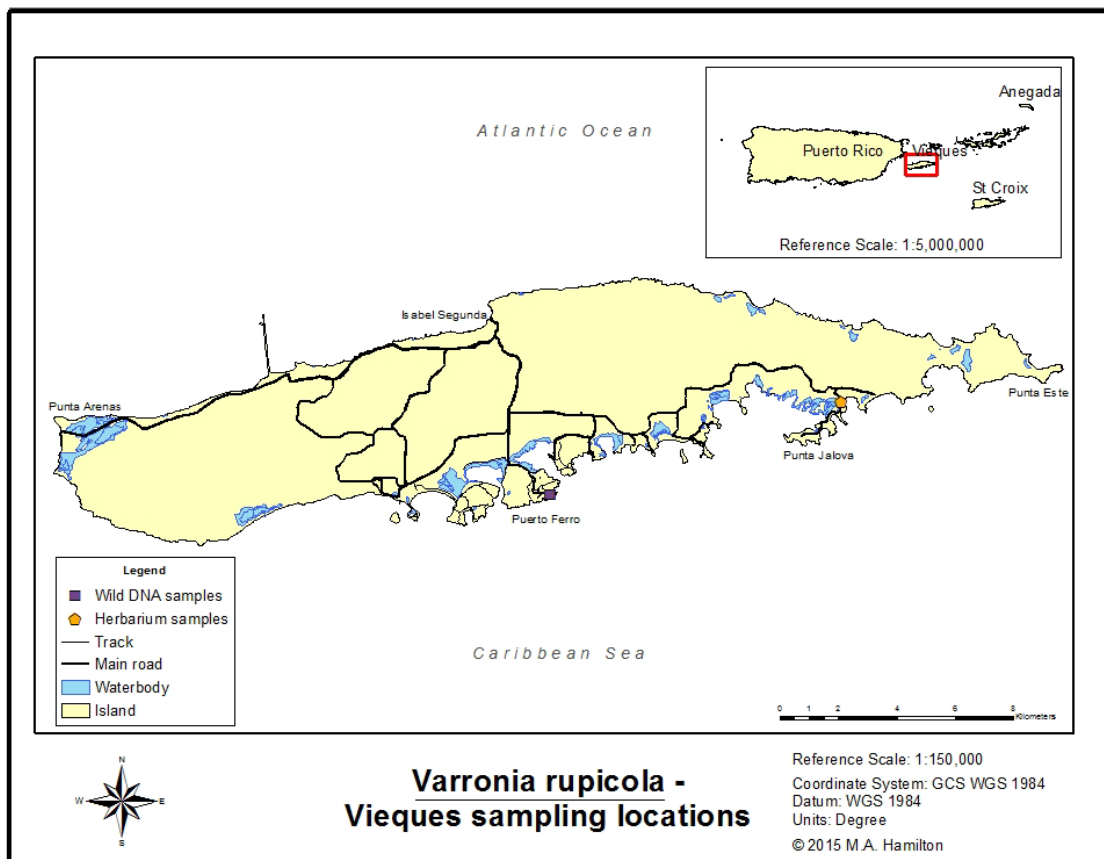 Anegada
Atlantic Ocean
Puerto Rico
Vieques
St Croix
Reference Scale: 1:5,000,000
Isabel Segunda
Punta Arenas
Punta Este
Punta Jalova
Puerto Ferro
Legend
Wild DNA samples
Herbarium samples
Track
Main road
Waterbody
Island
Caribbean Sea
0 1 2 4 6 8
Kilometers
N
W E
S
Varronia rupicola -
Vieques sampling locations
Reference Scale: 1:150,000
Coordinate System: GCS WGS 1984
Datum: WGS 1984
Units: Degree
© 2015 M.A. Hamilton